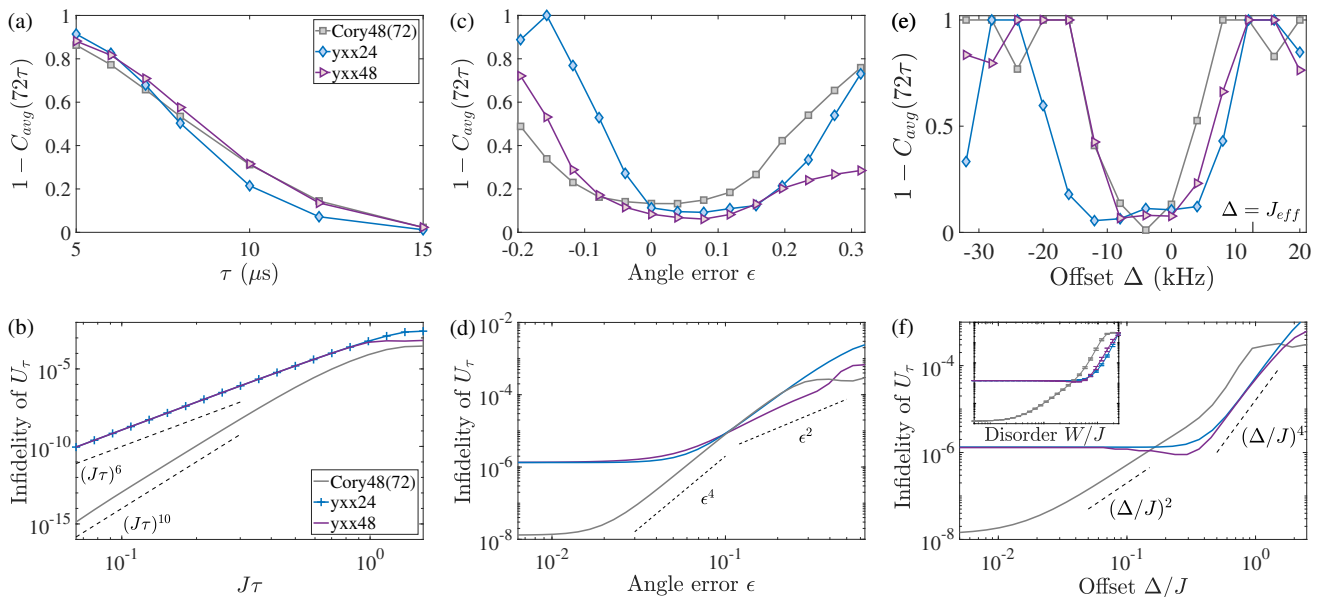 (a)
1 − C_avg(72τ)
1
0.8
0.6
0.4
0.2
0
5
10
15
τ (μs)
Cory48(72)
yxx24
yxx48
(c)
1 − C_avg(72τ)
1
0.8
0.6
0.4
0.2
0
-0.2
-0.1
0
0.1
0.2
0.3
Angle error ϵ
(e)
1 − C_avg(72τ)
1
0.5
0
-30
-20
-10
0
10
20
Offset Δ (kHz)
Δ = J_eff
(b)
Infidelity of U_τ
10^-5
10^-10
10^-15
10^-1
10^0
Jτ
(Jτ)^6
(Jτ)^10
Cory48(72)
yxx24
yxx48
(d)
Infidelity of U_τ
10^-2
10^-4
10^-6
10^-8
10^-2
10^-1
Angle error ϵ
ϵ^2
ϵ^4
(f)
Infidelity of U_τ
10^-4
10^-6
10^-8
10^-2
10^-1
10^0
Offset Δ/J
Disorder W/J
(Δ/J)^4
(Δ/J)^2